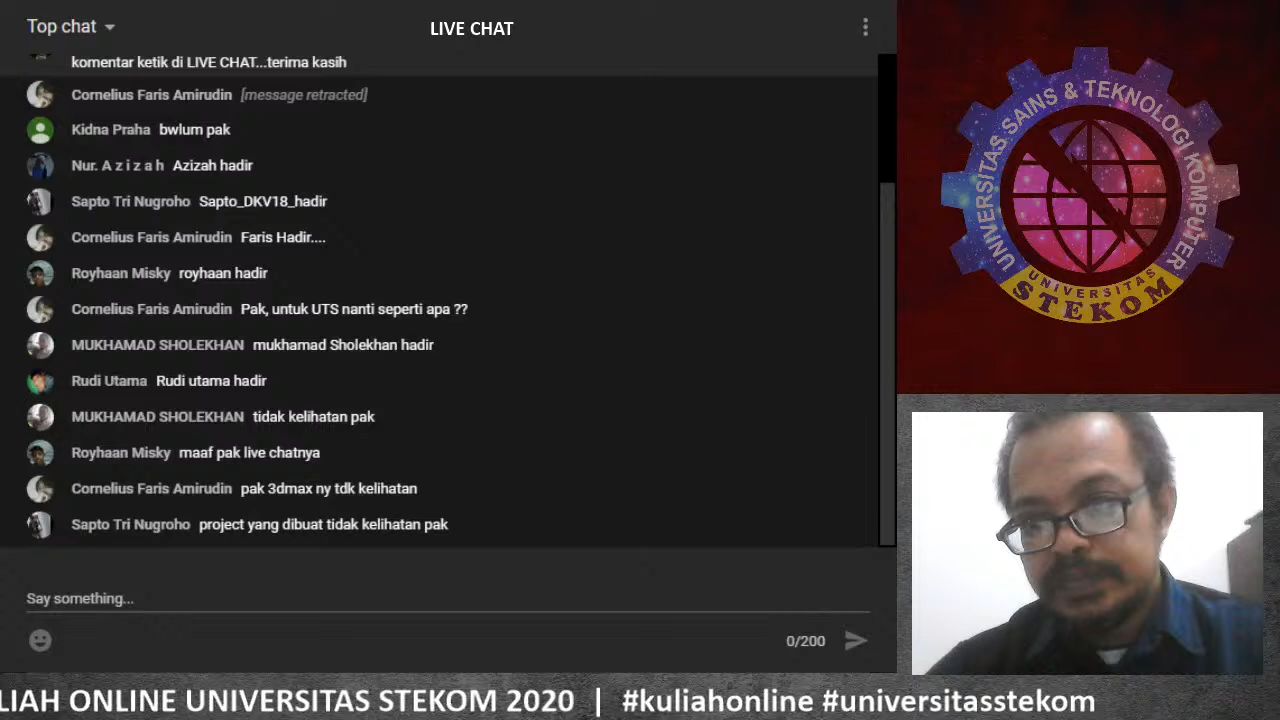 Top chat
LIVE CHAT
komentar ketik di LIVE CHAT...terima kasih
Cornelius Faris Amirudin [message retracted]
Kidna Praha bwlum pak
Nur. A z i z a h Azizah hadir
Sapto Tri Nugroho Sapto_DKV18_hadir
Cornelius Faris Amirudin Faris Hadir....
Royhaan Misky royhaan hadir
Cornelius Faris Amirudin Pak, untuk UTS nanti seperti apa ??
MUKHAMAD SHOLEKHAN mukhamad Sholekhan hadir
Rudi Utama Rudi utama hadir
MUKHAMAD SHOLEKHAN tidak kelihatan pak
Royhaan Misky maaf pak live chatnya
Cornelius Faris Amirudin pak 3dmax ny tdk kelihatan
Sapto Tri Nugroho project yang dibuat tidak kelihatan pak
Say something...
0/200
UNIVERSITAS SAINS & TEKNOLOGI KOMPUTER
UNIVERSITAS
STEKOM
LIAH ONLINE UNIVERSITAS STEKOM 2020 | #kuliahonline #universitasstekom